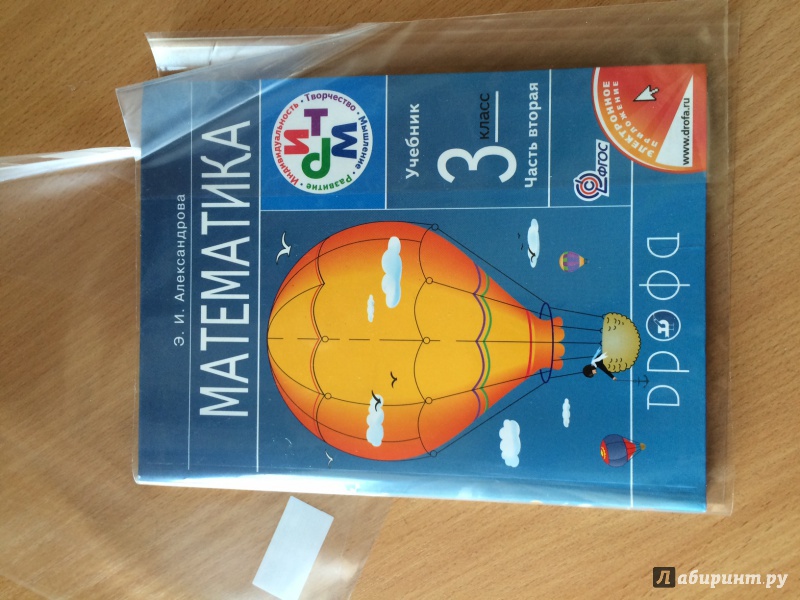 Э. И. Александрова
МАТЕМАТИКА
РИТМ
Развитие · Индивидуальность · Творчество · Мышление
Учебник
3 класс
Часть вторая
ФГОС
ЭЛЕКТРОННОЕ
ПРИЛОЖЕНИЕ
www.drofa.ru
дрофа
Лабиринт.ру